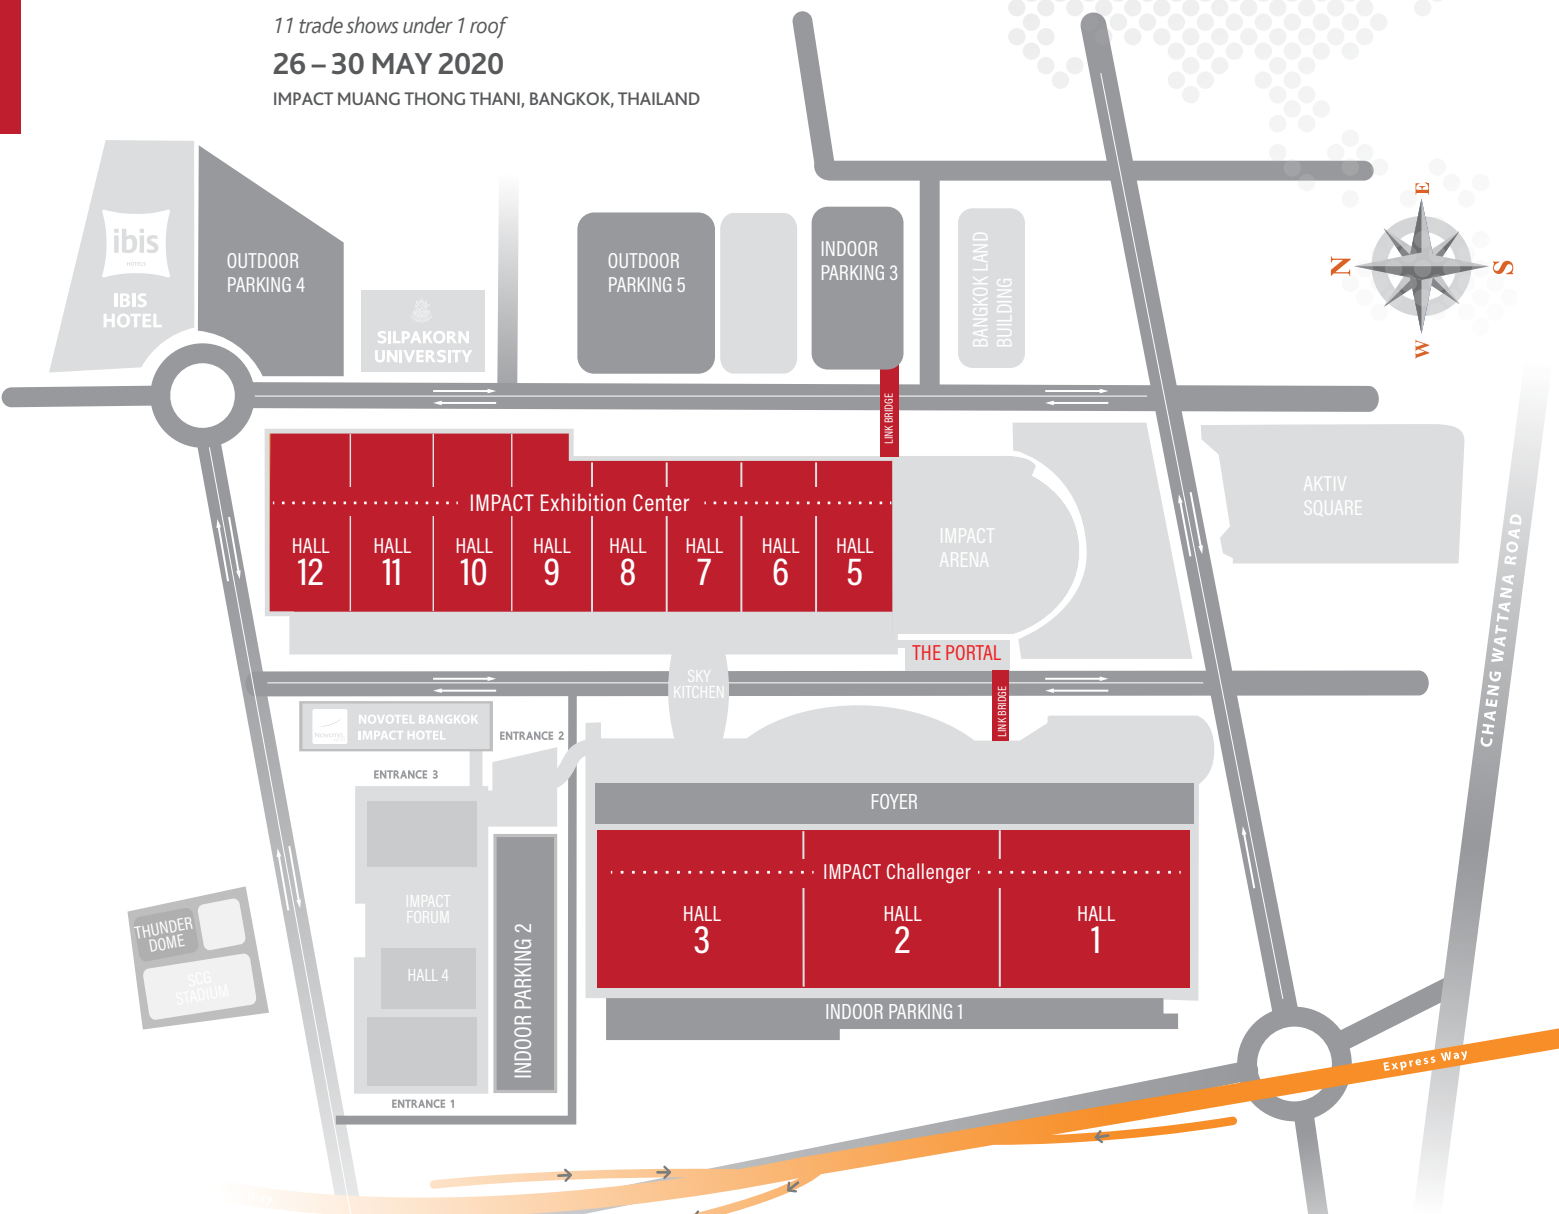 11 trade shows under 1 roof
26 – 30 MAY 2020
IMPACT MUANG THONG THANI, BANGKOK, THAILAND
E
N
S
W
ibis
HOTELS
IBIS
HOTEL
OUTDOOR
PARKING 4
SILPAKORN
UNIVERSITY
OUTDOOR
PARKING 5
INDOOR
PARKING 3
BANGKOK LAND
BUILDING
LINK BRIDGE
IMPACT Exhibition Center
HALL
12
HALL
11
HALL
10
HALL
9
HALL
8
HALL
7
HALL
6
HALL
5
IMPACT
ARENA
AKTIV
SQUARE
CHAENG WATTANA ROAD
THE PORTAL
SKY
KITCHEN
LINK BRIDGE
NOVOTEL
NOVOTEL BANGKOK
IMPACT HOTEL
ENTRANCE 2
ENTRANCE 3
FOYER
IMPACT Challenger
HALL
3
HALL
2
HALL
1
IMPACT
FORUM
HALL 4
INDOOR PARKING 2
THUNDER
DOME
SCG
STADIUM
INDOOR PARKING 1
ENTRANCE 1
Express Way